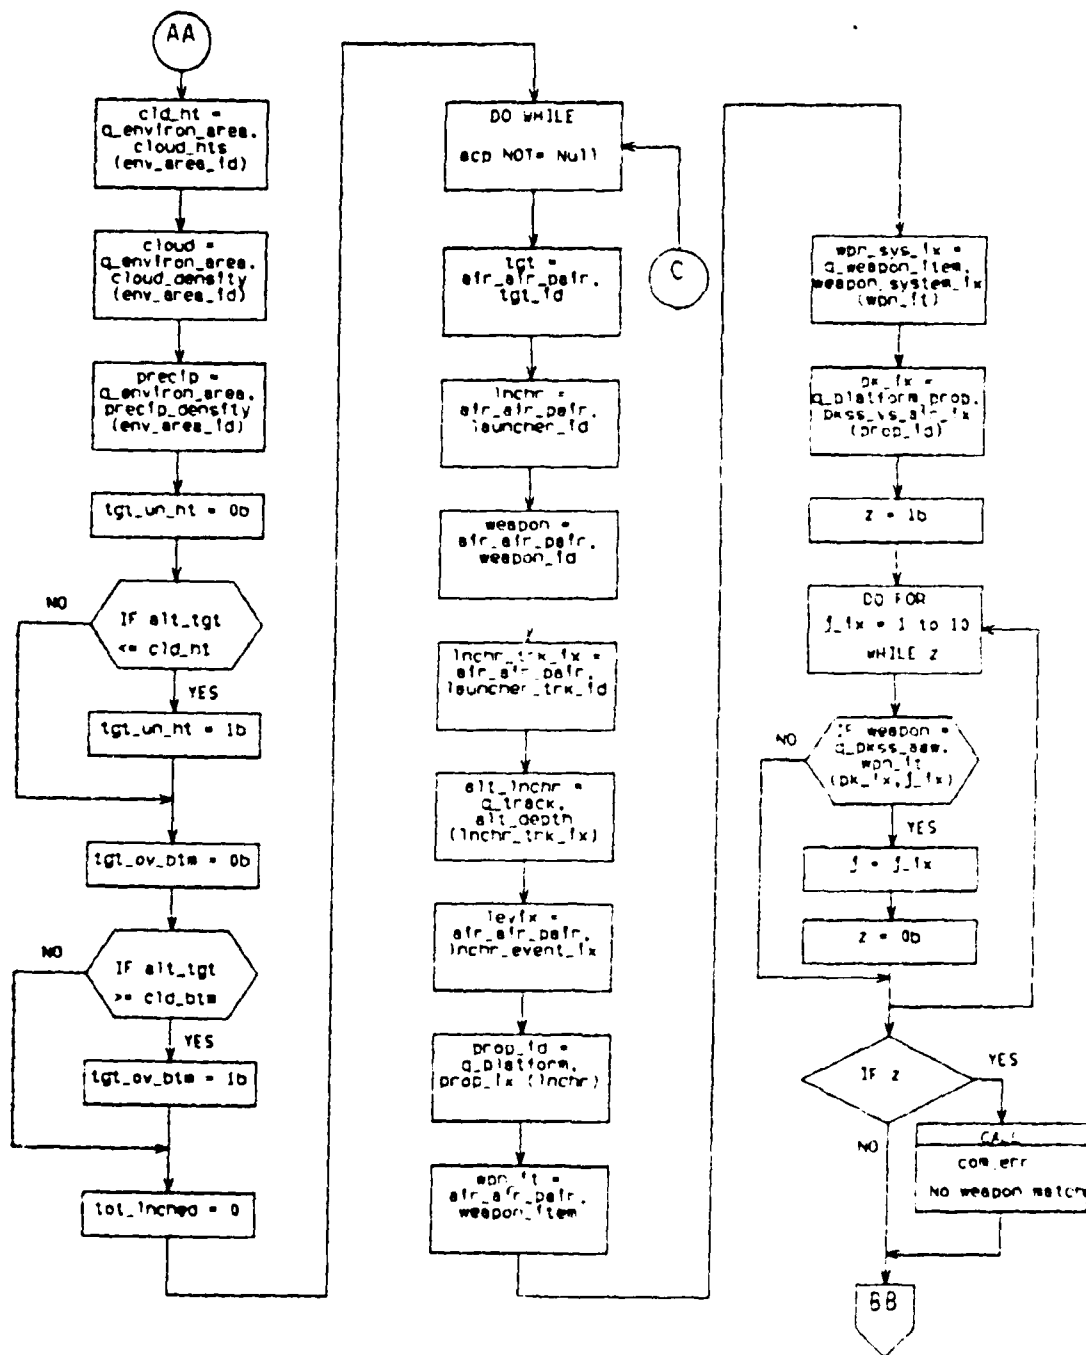 AA
cld_ht =
q_environ_area.
cloud_hts
(env_area_id)
cloud =
q_environ_area.
cloud_density
(env_area_id)
precip =
q_environ_area.
precip_density
(env_area_id)
tgt_un_ht = 0b
IF alt_tgt
<= cld_ht
NO
YES
tgt_un_ht = 1b
tgt_ov_btm = 0b
IF alt_tgt
>= cld_btm
NO
YES
tgt_ov_btm = 1b
tot_lnched = 0
DO WHILE
acp NOT= Null
C
tgt =
air_air_pair.
tgt_id
lnchr =
air_air_pair.
launcher_id
weapon =
air_air_pair.
weapon_id
lnchr_trk_ix =
air_air_pair.
launcher_trk_id
alt_lnchr =
q_track.
alt_depth
(lnchr_trk_ix)
levix =
air_air_pair.
lnchr_event_ix
prop_id =
q_platform.
prop_ix (lnchr)
wpn_it =
air_air_pair.
weapon_item
wpn_sys_ix =
q_weapon_item.
weapon_system_ix
(wpn_it)
pk_ix =
q_platform_prop.
pkss_vs_air_ix
(prop_id)
z = 1b
DO FOR
j_ix = 1 to 10
WHILE z
IF weapon =
q_pkss_aaw.
wpn_it
(pk_ix,j_ix)
NO
YES
j = j_ix
z = 0b
IF z
YES
NO
CALL
com_err
No weapon match
BB